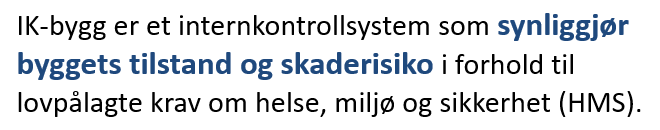 IK-bygg er et internkontrollsystem som synliggjør
byggets tilstand og skaderisiko i forhold til
lovpålagte krav om helse, miljø og sikkerhet (HMS).